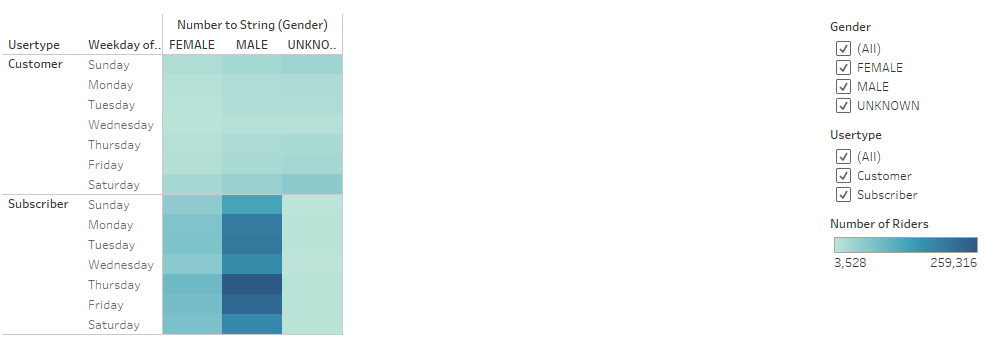 Number to String (Gender)
Usertype Weekday of.. FEMALE MALE UNKNO..
Customer Sunday
Monday
Tuesday
Wednesday
Thursday
Friday
Saturday
Subscriber Sunday
Monday
Tuesday
Wednesday
Thursday
Friday
Saturday
Gender
(All)
FEMALE
MALE
UNKNOWN
Usertype
(All)
Customer
Subscriber
Number of Riders
3,528 259,316